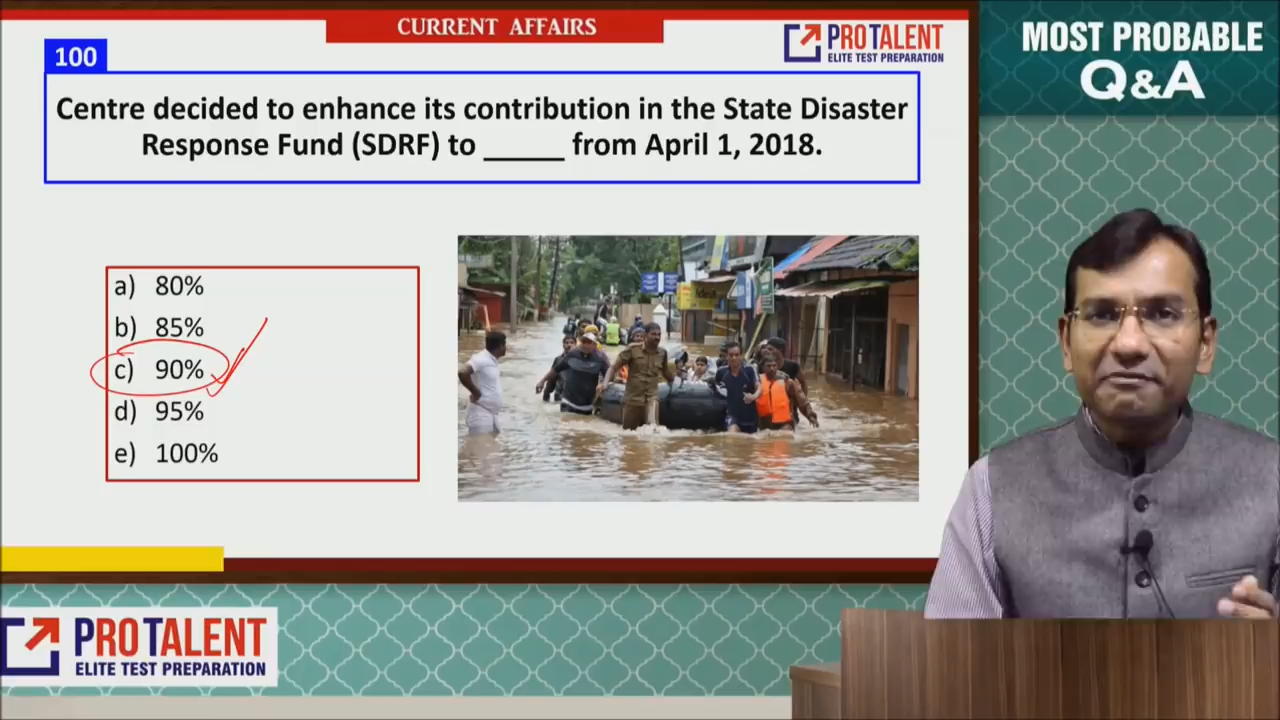 CURRENT AFFAIRS
PROTALENT
ELITE TEST PREPARATION
MOST PROBABLE
Q&A
100
Centre decided to enhance its contribution in the State Disaster
Response Fund (SDRF) to _____ from April 1, 2018.
a) 80%
b) 85%
c) 90%
d) 95%
e) 100%
PROTALENT
ELITE TEST PREPARATION